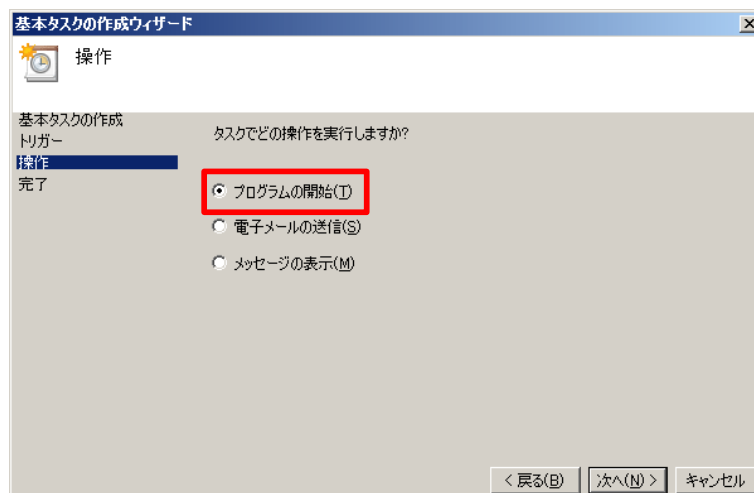 基本タスクの作成ウィザード
操作
基本タスクの作成
トリガー
操作
完了
タスクでどの操作を実行しますか?
プログラムの開始(T)
電子メールの送信(S)
メッセージの表示(M)
< 戻る(B)
次へ(N) >
キャンセル